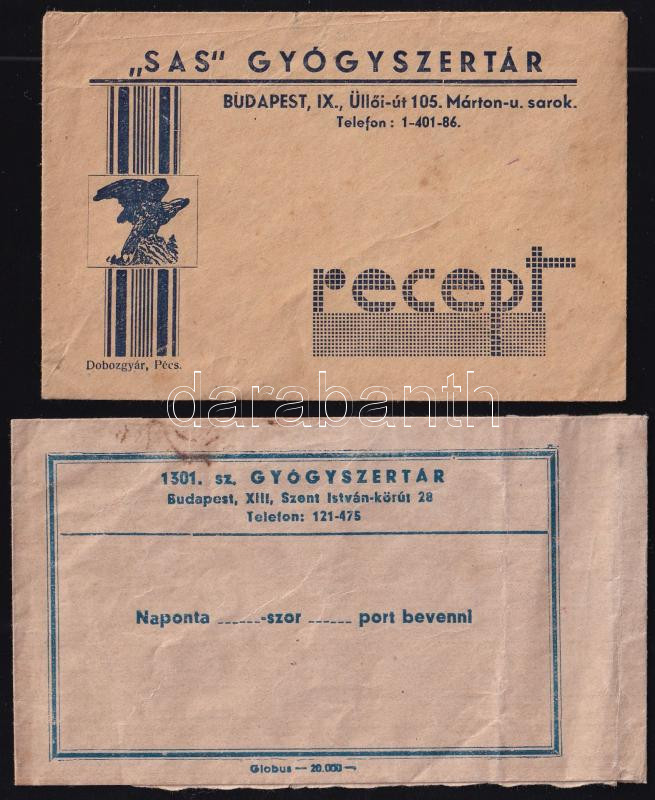 „SAS" GYÓGYSZERTÁR
BUDAPEST, IX., Üllői-út 105. Márton-u. sarok.
Telefon: 1-401-86.
recept
Dobozgyár, Pécs.
darabanth
1301. sz. GYÓGYSZERTÁR
Budapest, XIII, Szent István-körút 28
Telefon: 121-475
Naponta ______-szor ______ port bevenni
Globus — 20.000 —